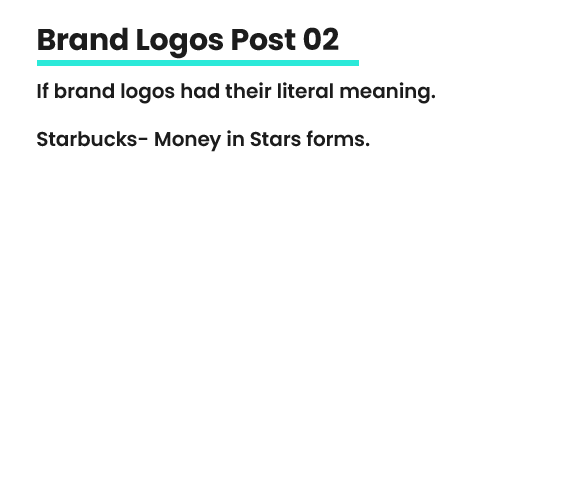 Brand Logos Post 02
If brand logos had their literal meaning.
Starbucks- Money in Stars forms.